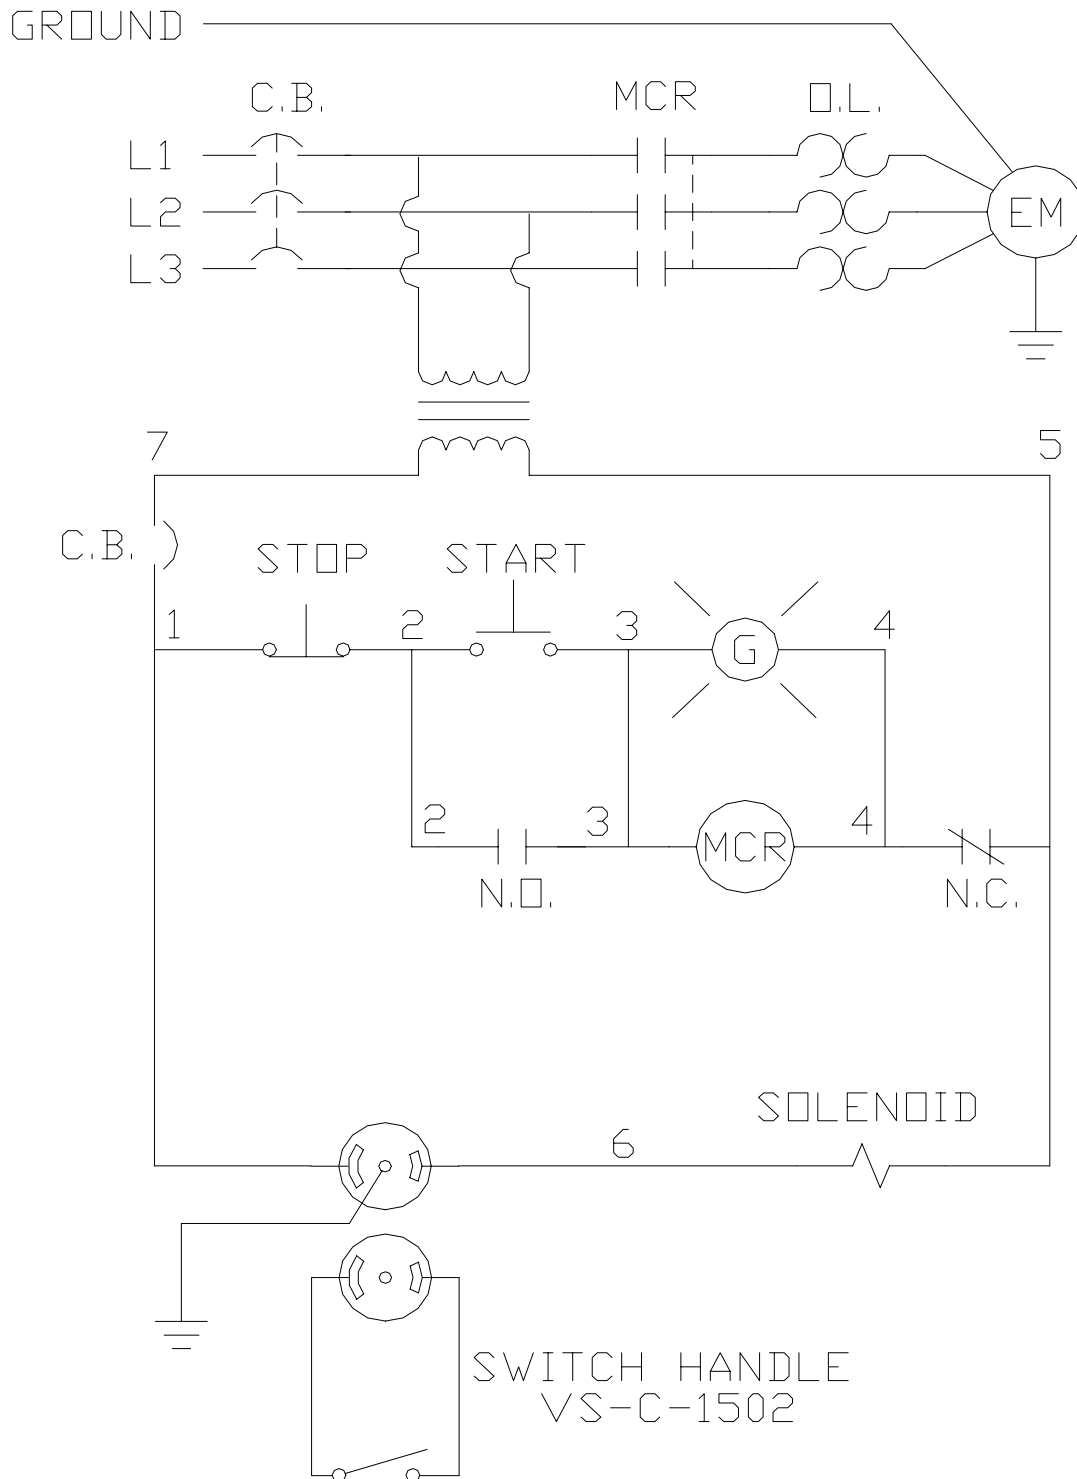 GROUND
C.B.
MCR
O.L.
L1
L2
L3
EM
7
5
C.B.
STOP
START
1
2
3
G
4
2
3
MCR
4
N.O.
N.C.
SOLENOID
6
SWITCH HANDLE
VS-C-1502